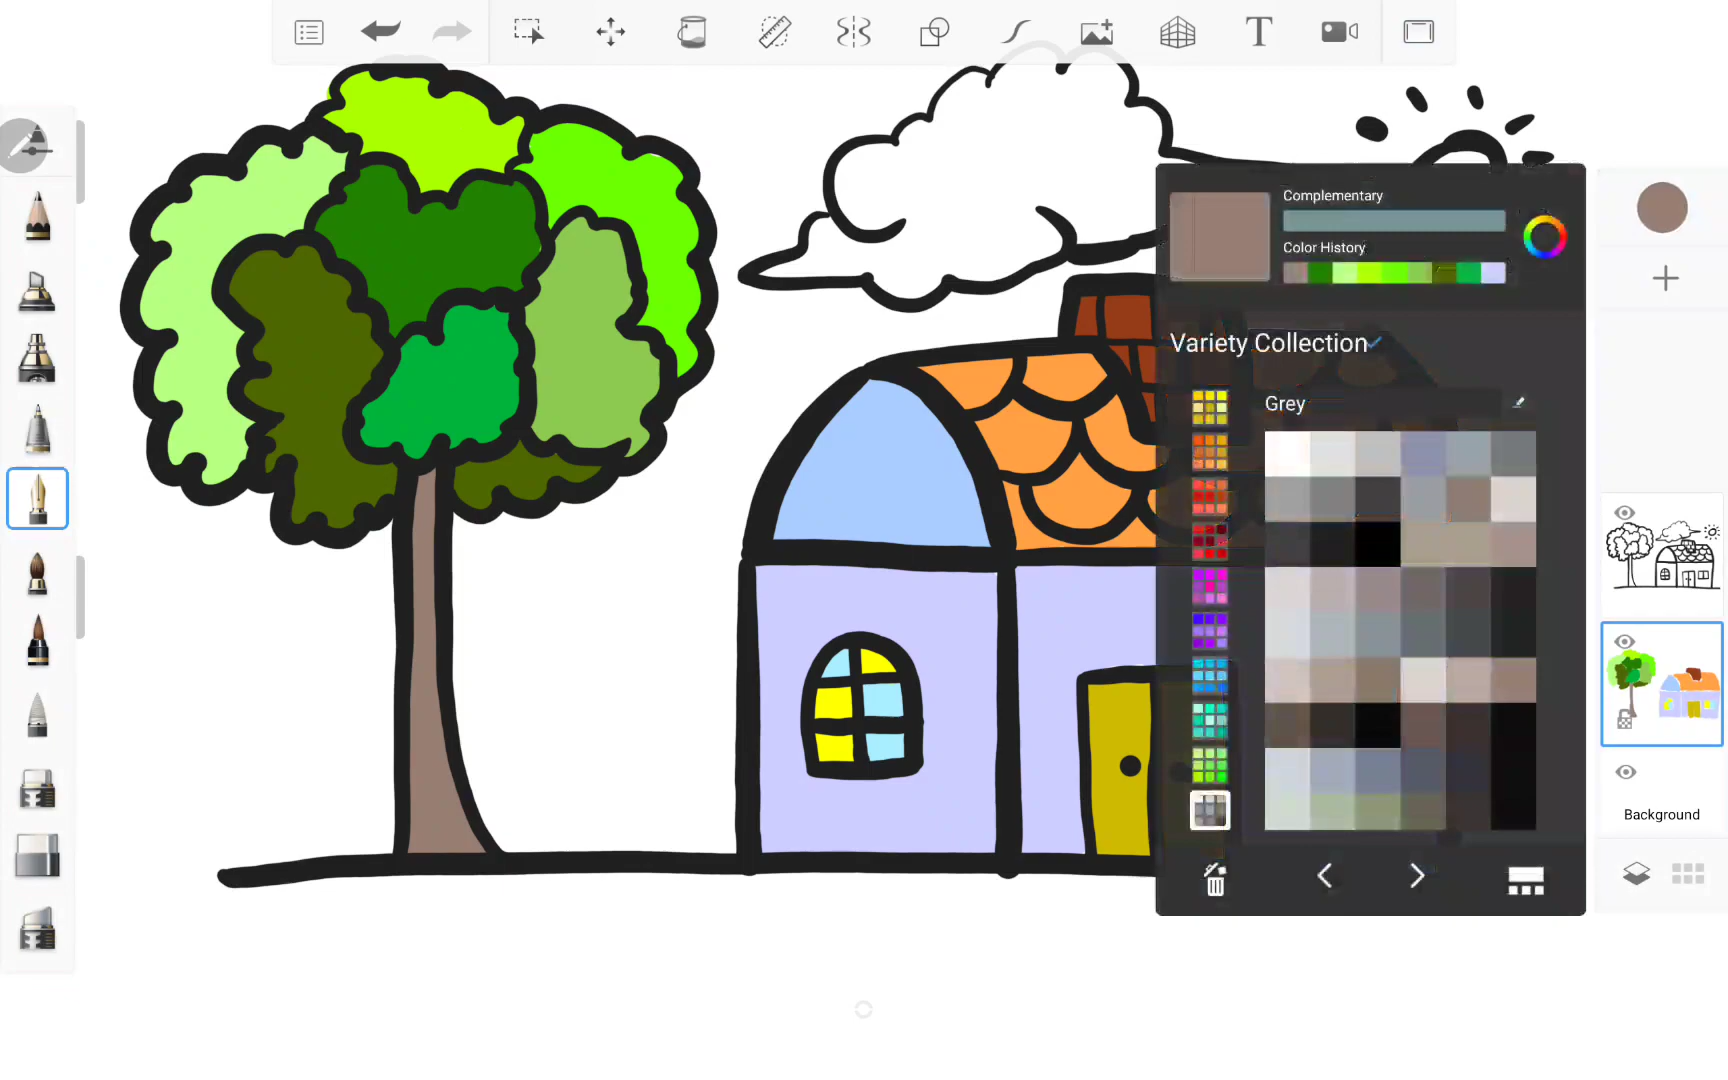 T
Complementary
Color History
Variety Collection
Grey
Background